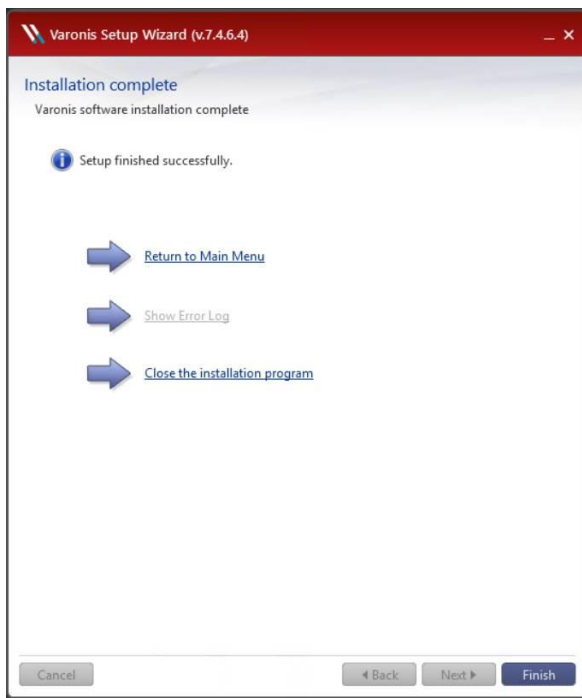 Varonis Setup Wizard (v.7.4.6.4)
Installation complete
Varonis software installation complete
Setup finished successfully.
Return to Main Menu
Show Error Log
Close the installation program
Cancel
Back
Next
Finish